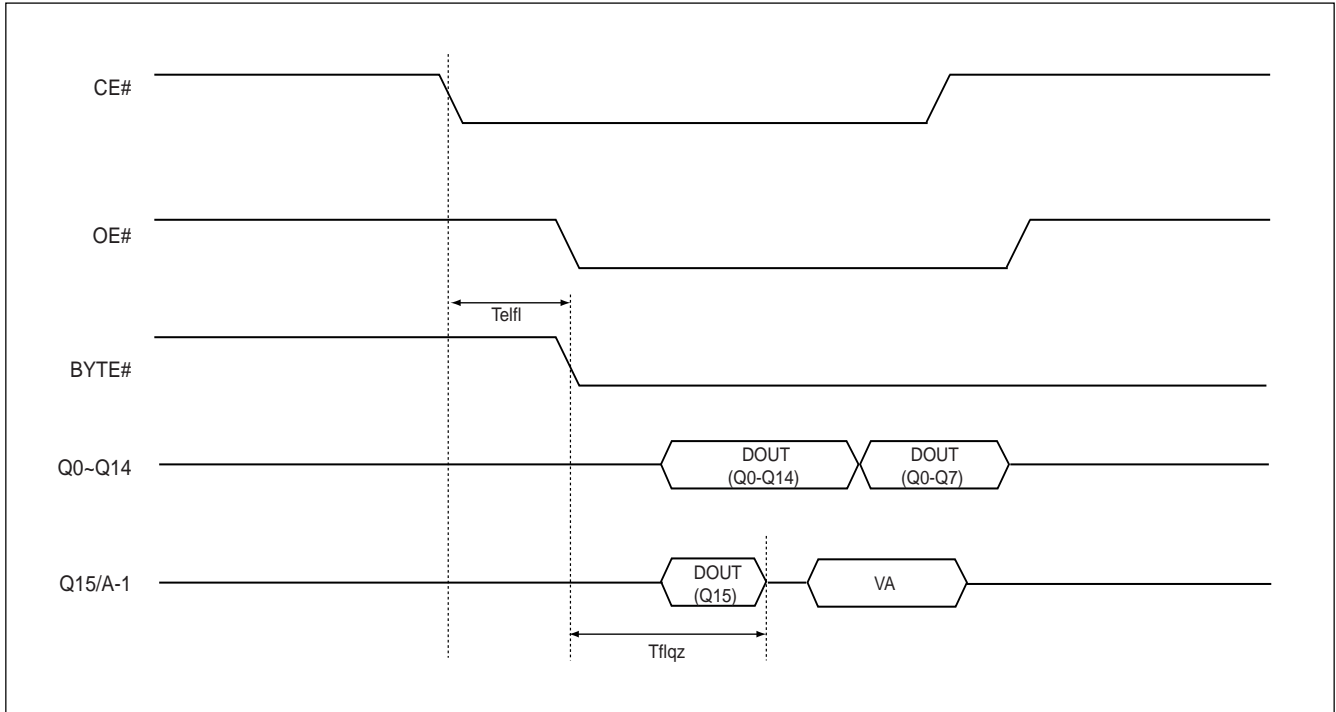 CE#
OE#
Telfl
BYTE#
Q0~Q14
DOUT
(Q0-Q14)
DOUT
(Q0-Q7)
Q15/A-1
DOUT
(Q15)
VA
Tflqz